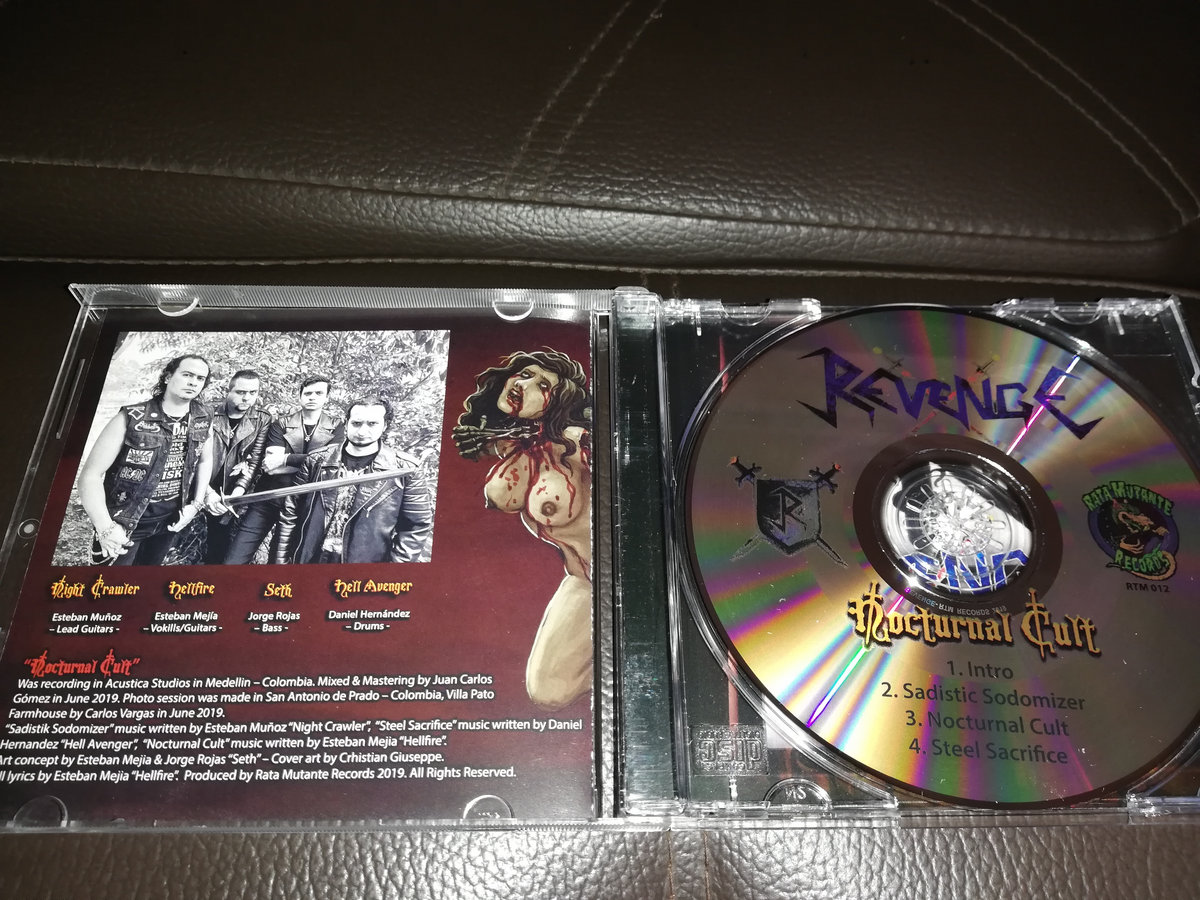 Night Crawler
Hellfire
Seth
Hell Avenger
Esteban Muñoz
– Lead Guitars -
Esteban Mejía
– Vokills/Guitars -
Jorge Rojas
– Bass –
Daniel Hernández
– Drums –
"Nocturnal Cult"
Was recording in Acustica Studios in Medellin – Colombia. Mixed & Mastering by Juan Carlos
Gómez in June 2019. Photo session was made in San Antonio de Prado – Colombia, Villa Pato
Farmhouse by Carlos Vargas in June 2019.
"Sadistik Sodomizer" music written by Esteban Muñoz "Night Crawler", "Steel Sacrifice" music written by Daniel
Hernandez "Hell Avenger", "Nocturnal Cult" music written by Esteban Mejia "Hellfire".
Art concept by Esteban Mejia & Jorge Rojas "Seth" – Cover art by Crhistian Giuseppe.
ll lyrics by Esteban Mejia "Hellfire". Produced by Rata Mutante Records 2019. All Rights Reserved.
REVENGE
R
RATA MUTANTE
RECORDS
RTM 012
Nocturnal Cult
1. Intro
2. Sadistic Sodomizer
3. Nocturnal Cult
4. Steel Sacrifice